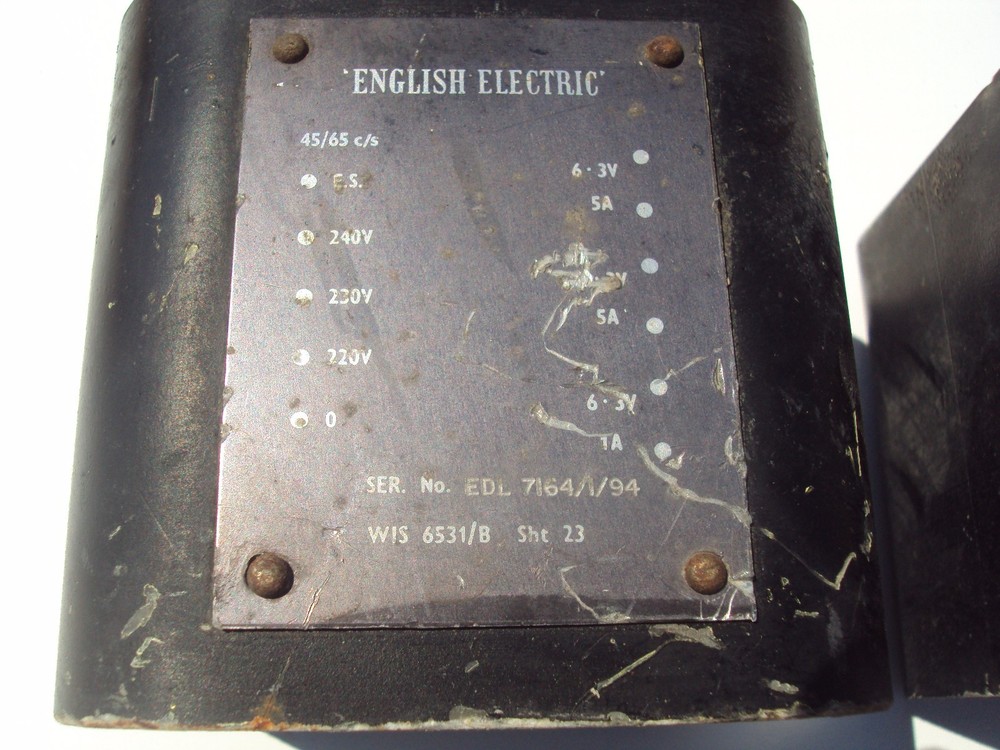 'ENGLISH ELECTRIC'
45/65 c/s
E.S.
240V
230V
220V
0
6·3V
5A
5A
6·3V
1A
SER. No. EDL 7164/1/94
WIS 6531/B Sht 23